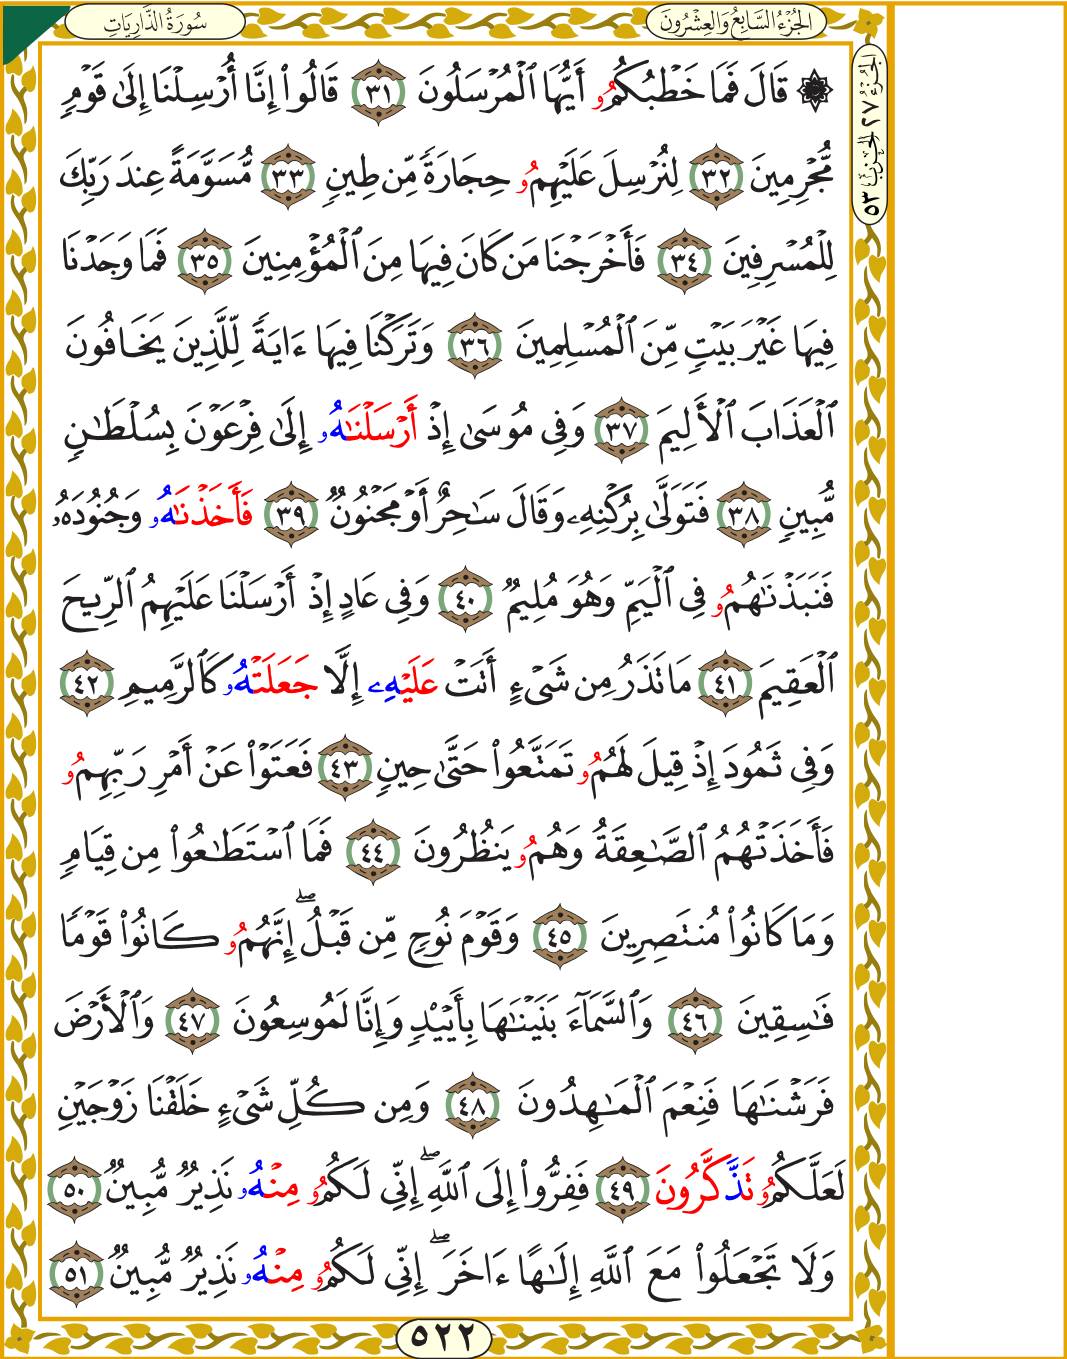 سُورَةُ الذَّارِيَاتِ
الجُزْءُ السَّابِعُ وَالعِشْرُونَ
الجُزْءُ ٢٧ الحِزْبُ ٥٣
۞ قَالَ فَمَا خَطْبُكُمُۥ أَيُّهَا ٱلْمُرْسَلُونَ ٣١ قَالُوٓا۟ إِنَّا أُرْسِلْنَا إِلَىٰ قَوْمٍ
مُّجْرِمِينَ ٣٢ لِنُرْسِلَ عَلَيْهِمُۥ حِجَارَةً مِّن طِينٍ ٣٣ مُّسَوَّمَةً عِندَ رَبِّكَ
لِلْمُسْرِفِينَ ٣٤ فَأَخْرَجْنَا مَن كَانَ فِيهَا مِنَ ٱلْمُؤْمِنِينَ ٣٥ فَمَا وَجَدْنَا
فِيهَا غَيْرَ بَيْتٍ مِّنَ ٱلْمُسْلِمِينَ ٣٦ وَتَرَكْنَا فِيهَا ءَايَةً لِّلَّذِينَ يَخَافُونَ
ٱلْعَذَابَ ٱلْأَلِيمَ ٣٧ وَفِى مُوسَىٰ إِذْ أَرْسَلْنَٰهُۥ إِلَىٰ فِرْعَوْنَ بِسُلْطَٰنٍ
مُّبِينٍ ٣٨ فَتَوَلَّىٰ بِرُكْنِهِۦ وَقَالَ سَٰحِرٌ أَوْ مَجْنُونٌ ٣٩ فَأَخَذْنَٰهُۥ وَجُنُودَهُۥ
فَنَبَذْنَٰهُمُۥ فِى ٱلْيَمِّ وَهُوَ مُلِيمٌ ٤٠ وَفِى عَادٍ إِذْ أَرْسَلْنَا عَلَيْهِمُ ٱلرِّيحَ
ٱلْعَقِيمَ ٤١ مَا تَذَرُ مِن شَىْءٍ أَتَتْ عَلَيْهِۦ إِلَّا جَعَلَتْهُۥ كَٱلرَّمِيمِ ٤٢
وَفِى ثَمُودَ إِذْ قِيلَ لَهُمُۥ تَمَتَّعُوا۟ حَتَّىٰ حِينٍ ٤٣ فَعَتَوْا۟ عَنْ أَمْرِ رَبِّهِمُۥ
فَأَخَذَتْهُمُ ٱلصَّٰعِقَةُ وَهُمُۥ يَنظُرُونَ ٤٤ فَمَا ٱسْتَطَٰعُوا۟ مِن قِيَامٍ
وَمَا كَانُوا۟ مُنتَصِرِينَ ٤٥ وَقَوْمَ نُوحٍ مِّن قَبْلُ ۖ إِنَّهُمُۥ كَانُوا۟ قَوْمًا
فَٰسِقِينَ ٤٦ وَٱلسَّمَآءَ بَنَيْنَٰهَا بِأَيْي۟دٍ وَإِنَّا لَمُوسِعُونَ ٤٧ وَٱلْأَرْضَ
فَرَشْنَٰهَا فَنِعْمَ ٱلْمَٰهِدُونَ ٤٨ وَمِن كُلِّ شَىْءٍ خَلَقْنَا زَوْجَيْنِ
لَعَلَّكُمُۥ تَذَّكَّرُونَ ٤٩ فَفِرُّوٓا۟ إِلَى ٱللَّهِ ۖ إِنِّى لَكُمُۥ مِنْهُۥ نَذِيرٌ مُّبِينٌ ٥٠
وَلَا تَجْعَلُوا۟ مَعَ ٱللَّهِ إِلَٰهًا ءَاخَرَ ۖ إِنِّى لَكُمُۥ مِنْهُۥ نَذِيرٌ مُّبِينٌ ٥١
٥٢٢